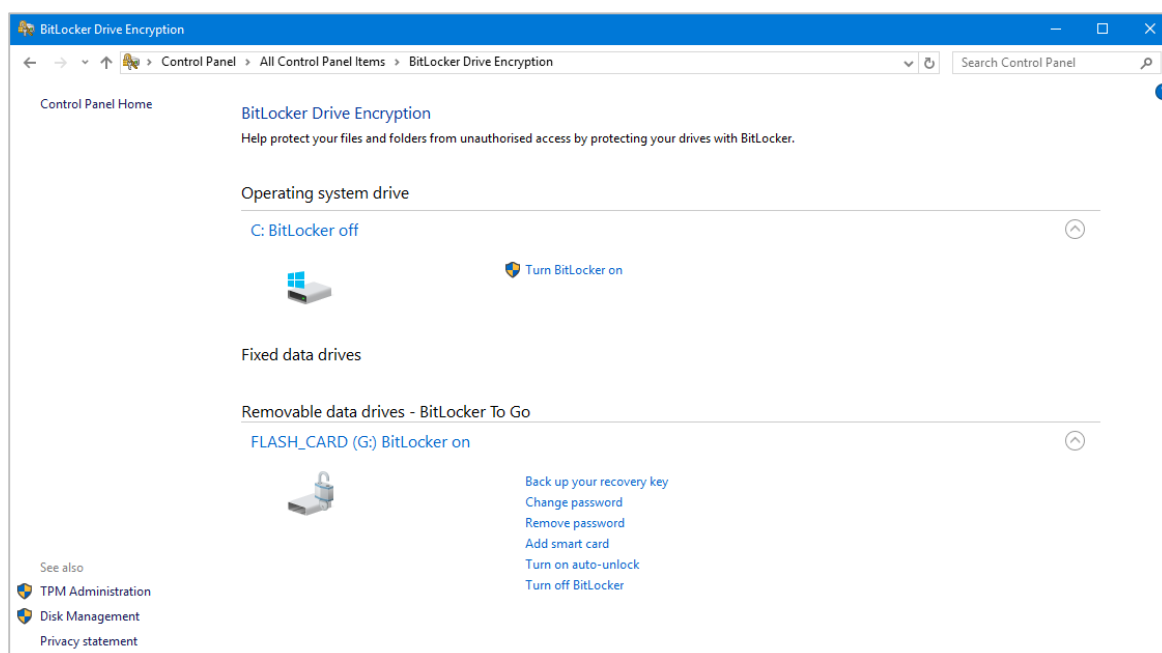 BitLocker Drive Encryption
Control Panel > All Control Panel Items > BitLocker Drive Encryption
Search Control Panel
Control Panel Home
BitLocker Drive Encryption
Help protect your files and folders from unauthorised access by protecting your drives with BitLocker.
Operating system drive
C: BitLocker off
Turn BitLocker on
Fixed data drives
Removable data drives - BitLocker To Go
FLASH_CARD (G:) BitLocker on
Back up your recovery key
Change password
Remove password
Add smart card
Turn on auto-unlock
Turn off BitLocker
See also
TPM Administration
Disk Management
Privacy statement